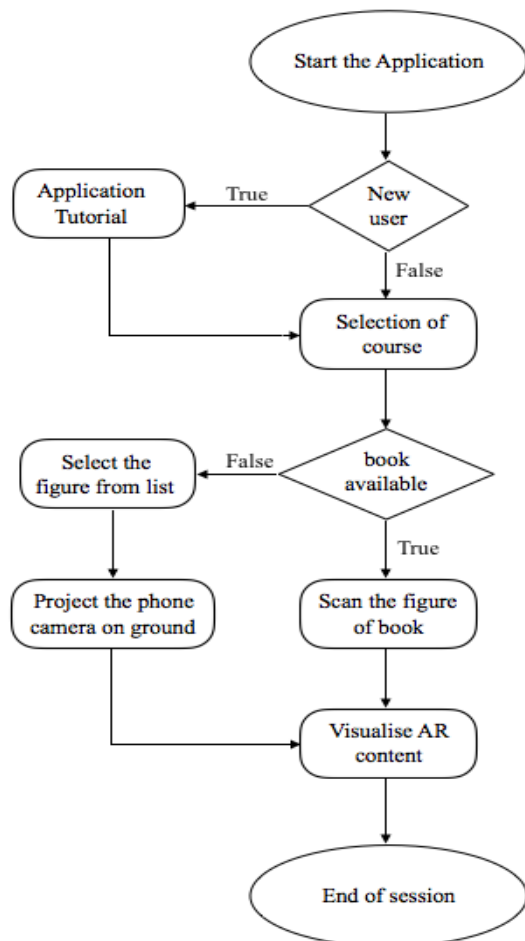 Start the Application
New
user
True
Application
Tutorial
False
Selection of
course
book
available
False
Select the
figure from list
True
Project the phone
camera on ground
Scan the figure
of book
Visualise AR
content
End of session